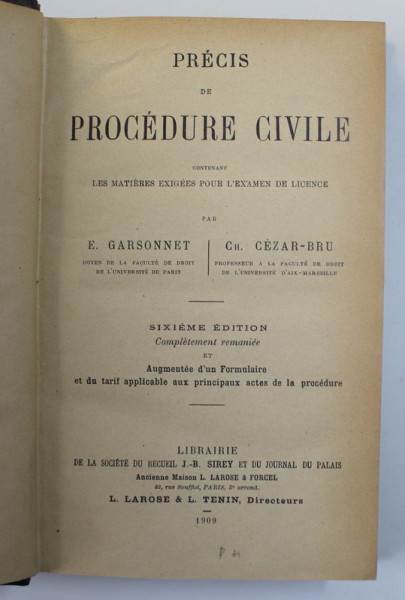 PRÉCIS
DE
PROCÉDURE CIVILE
CONTENANT
LES MATIÈRES EXIGÉES POUR L'EXAMEN DE LICENCE
PAR
E. GARSONNET
DOYEN DE LA FACULTÉ DE DROIT
DE L'UNIVERSITÉ DE PARIS
CH. CÉZAR-BRU
PROFESSEUR A LA FACULTÉ DE DROIT
DE L'UNIVERSITÉ D'AIX-MARSEILLE
SIXIÈME ÉDITION
Complètement remaniée
ET
Augmentée d'un Formulaire
et du tarif applicable aux principaux actes de la procédure
LIBRAIRIE
DE LA SOCIÉTÉ DU RECUEIL J.-B. SIREY ET DU JOURNAL DU PALAIS
Ancienne Maison L. LAROSE & FORCEL
22, rue Soufflot, PARIS, 5e arrond.
L. LAROSE & L. TENIN, Directeurs
1909